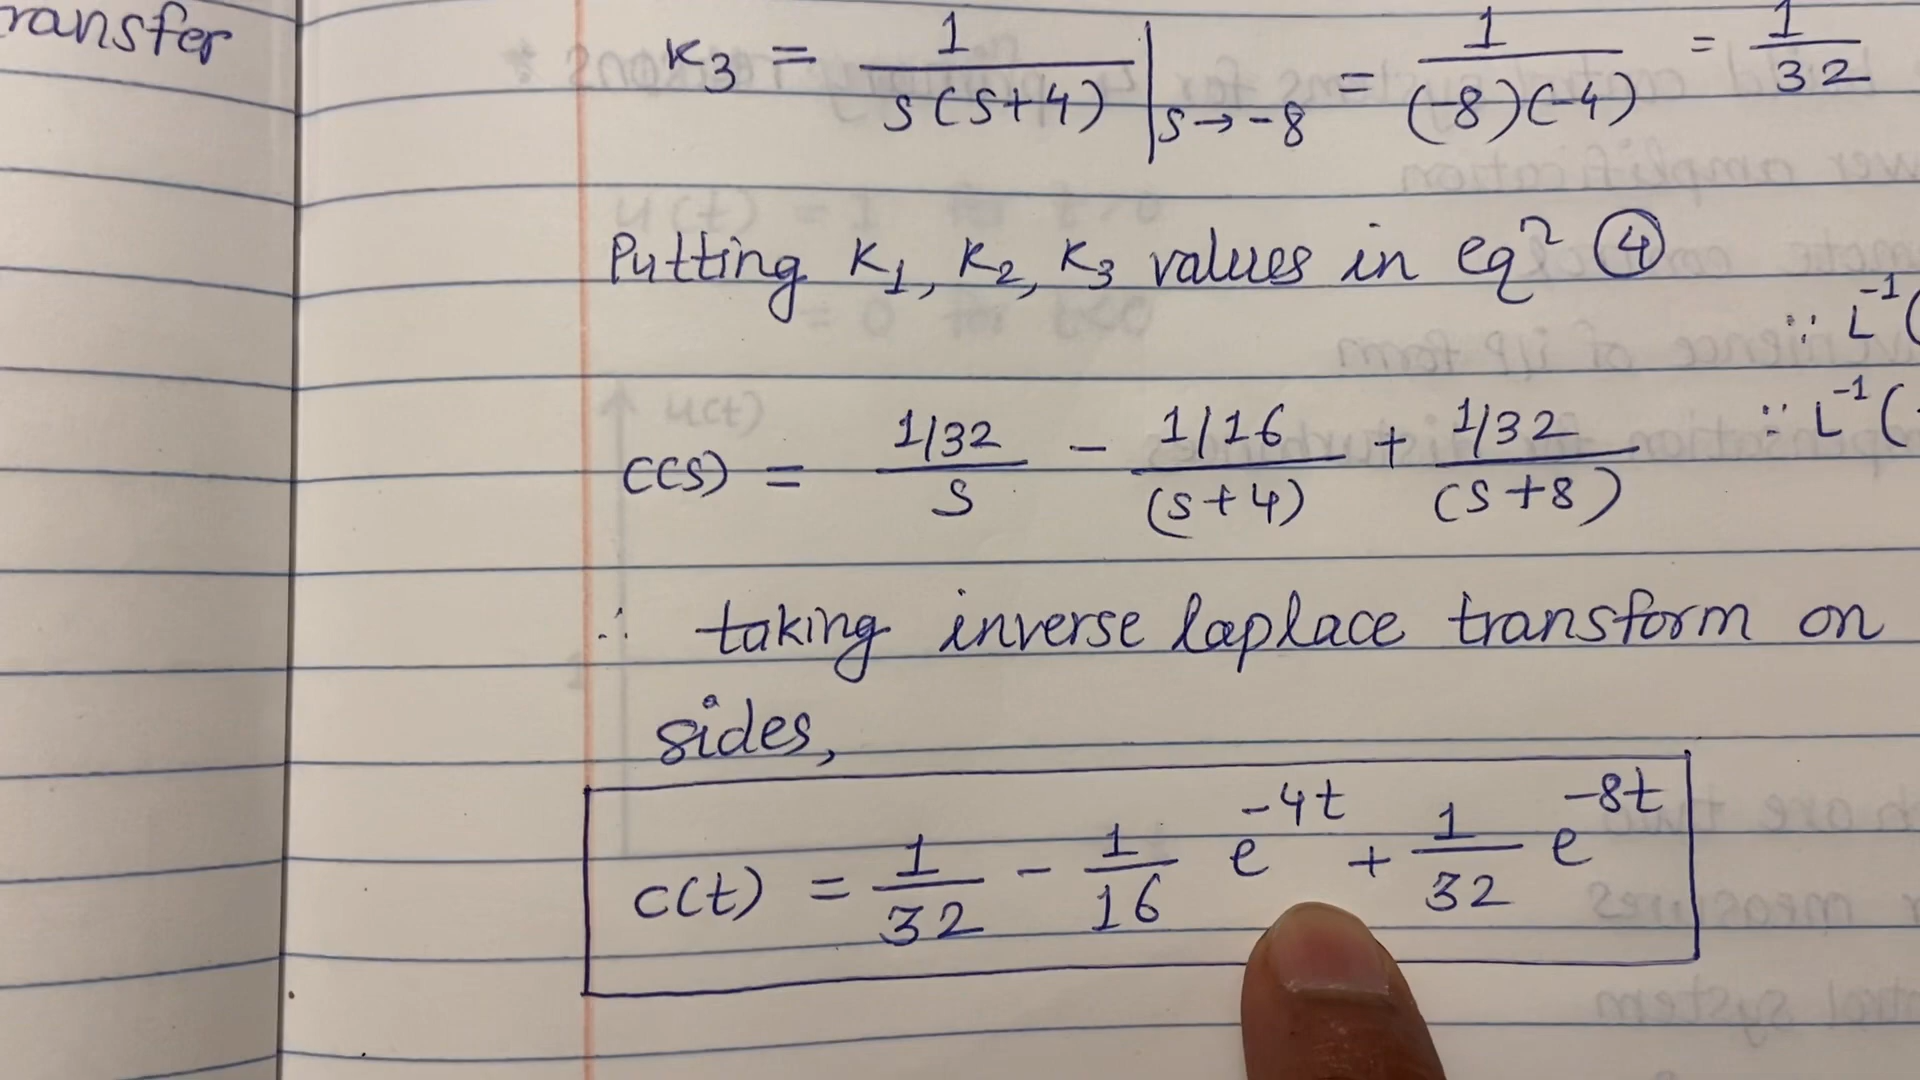 ransfer
K3 = 1/s(s+4) |s→-8 = 1/(-8)(-4) = 1/32
Putting K1, K2, K3 values in eqⁿ ④
∵ L⁻¹(
C(s) = 1/32/s - 1/16/(s+4) + 1/32/(s+8)
∵ L⁻¹(
∴ taking inverse laplace transform on
sides,
c(t) = 1/32 - 1/16 e^-4t + 1/32 e^-8t